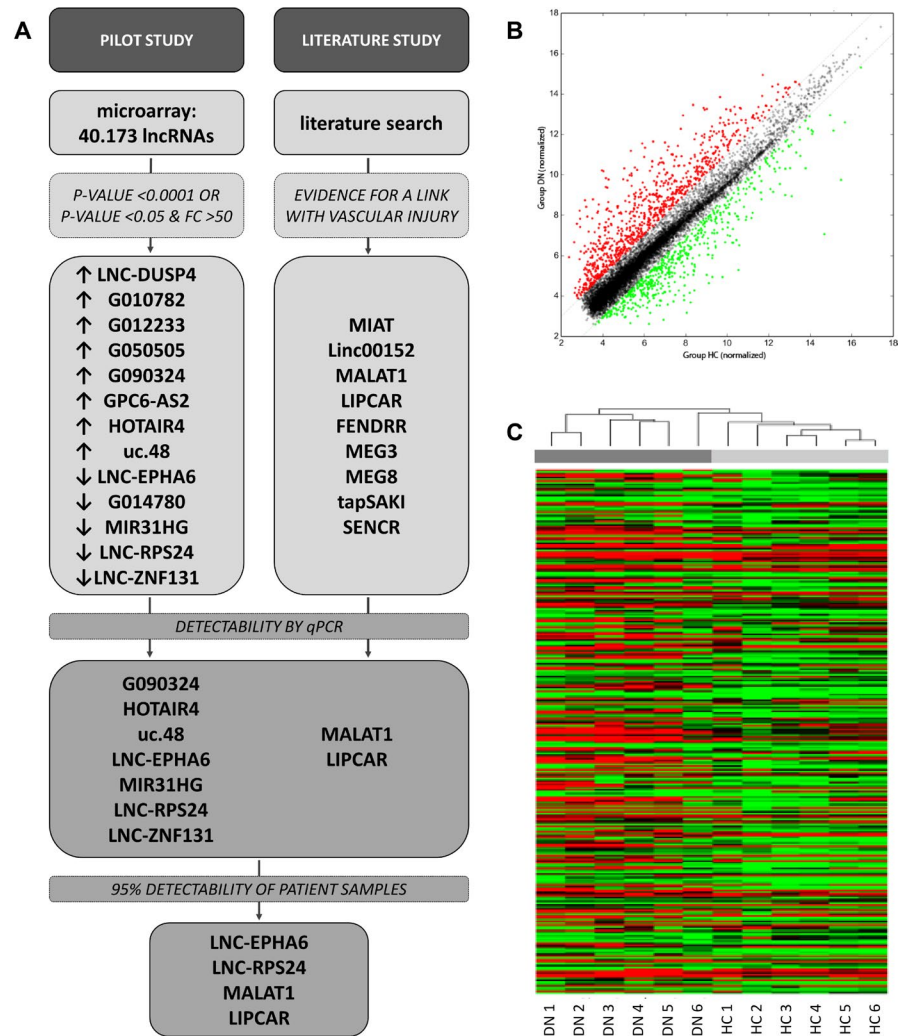 A
PILOT STUDY
LITERATURE STUDY
microarray:
40.173 lncRNAs
literature search
P-VALUE <0.0001 OR
P-VALUE <0.05 & FC >50
EVIDENCE FOR A LINK
WITH VASCULAR INJURY
↑ LNC-DUSP4
↑ G010782
↑ G012233
↑ G050505
↑ G090324
↑ GPC6-AS2
↑ HOTAIR4
↑ uc.48
↓ LNC-EPHA6
↓ G014780
↓ MIR31HG
↓ LNC-RPS24
↓ LNC-ZNF131
MIAT
Linc00152
MALAT1
LIPCAR
FENDRR
MEG3
MEG8
tapSAKI
SENCR
DETECTABILITY BY qPCR
G090324
HOTAIR4
uc.48
LNC-EPHA6
MIR31HG
LNC-RPS24
LNC-ZNF131
MALAT1
LIPCAR
95% DETECTABILITY OF PATIENT SAMPLES
LNC-EPHA6
LNC-RPS24
MALAT1
LIPCAR
B
Group DN (normalized)
18
16
14
12
10
8
6
4
2
2 4 6 8 10 12 14 16 18
Group HC (normalized)
C
DN 1 DN 2 DN 3 DN 4 DN 5 DN 6 HC 1 HC 2 HC 3 HC 4 HC 5 HC 6